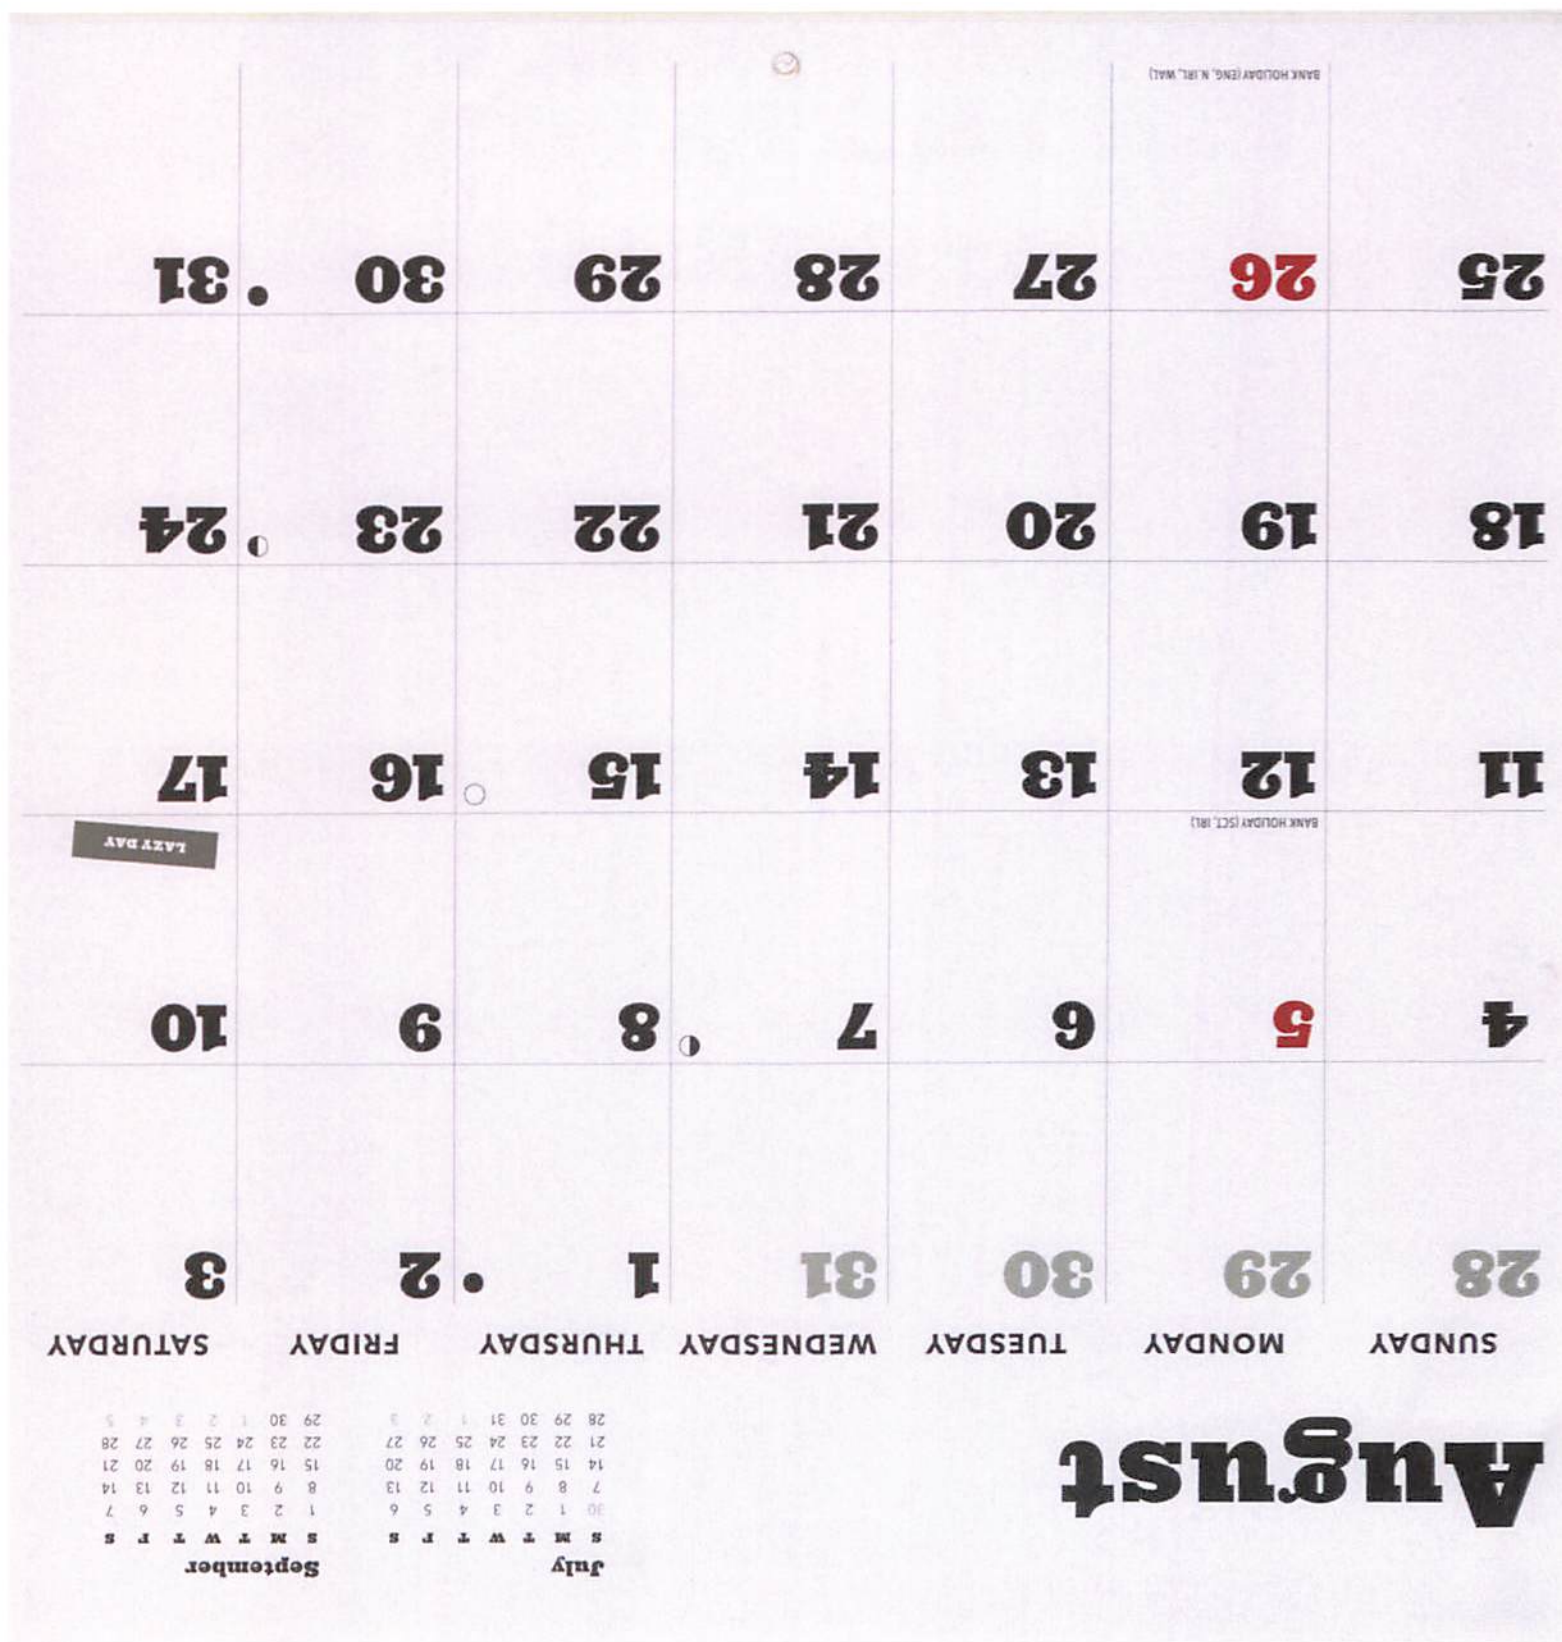 August
July
S M T W T F S
30 1 2 3 4 5 6
7 8 9 10 11 12 13
14 15 16 17 18 19 20
21 22 23 24 25 26 27
28 29 30 31 1 2 3
September
S M T W T F S
1 2 3 4 5 6 7
8 9 10 11 12 13 14
15 16 17 18 19 20 21
22 23 24 25 26 27 28
29 30 1 2 3 4 5
SUNDAY MONDAY TUESDAY WEDNESDAY THURSDAY FRIDAY SATURDAY
28 29 30 31 1 2 3
4 5 6 7 8 9 10
BANK HOLIDAY (SCT, IRL)
LAZY DAY
11 12 13 14 15 16 17
18 19 20 21 22 23 24
25 26 27 28 29 30 31
BANK HOLIDAY (ENG, N.IRL, WAL)